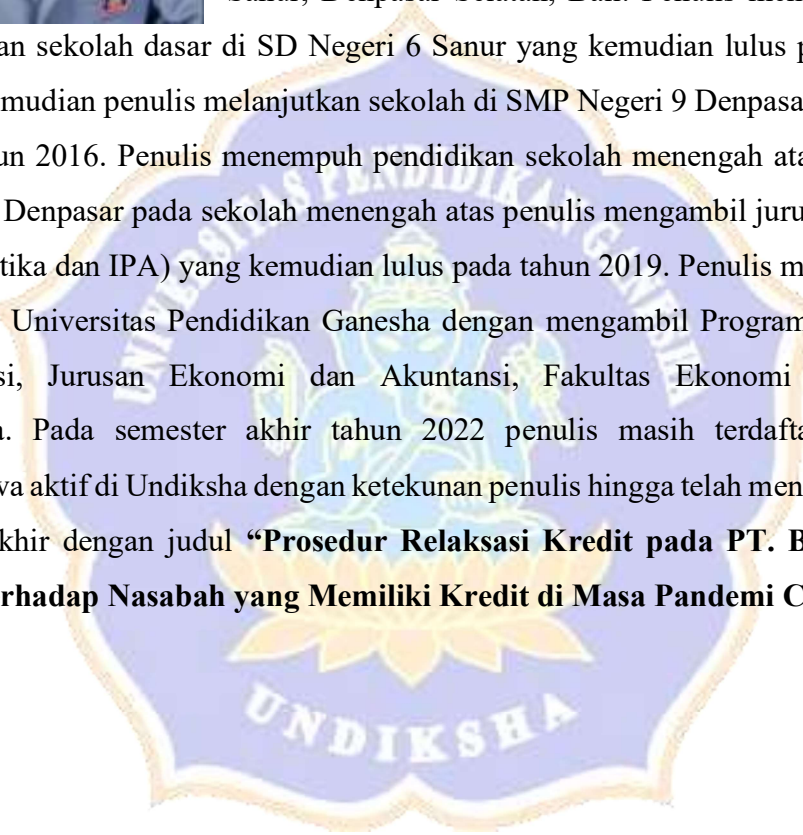 Sanur, Denpasar Selatan, Bali. Penulis
an sekolah dasar di SD Negeri 6 Sanur yang kemudian lulus p
emudian penulis melanjutkan sekolah di SMP Negeri 9 Denpasa
un 2016. Penulis menempuh pendidikan sekolah menengah ata
Denpasar pada sekolah menengah atas penulis mengambil juru
tika dan IPA) yang kemudian lulus pada tahun 2019. Penulis m
Universitas Pendidikan Ganesha dengan mengambil Program
si, Jurusan Ekonomi dan Akuntansi, Fakultas Ekonomi
a. Pada semester akhir tahun 2022 penulis masih terdafta
wa aktif di Undiksha dengan ketekunan penulis hingga telah men
khir dengan judul “Prosedur Relaksasi Kredit pada PT. B
rhadap Nasabah yang Memiliki Kredit di Masa Pandemi C
UNIVERSITAS PENDIDIKAN GANESHA
UNDIKSHA